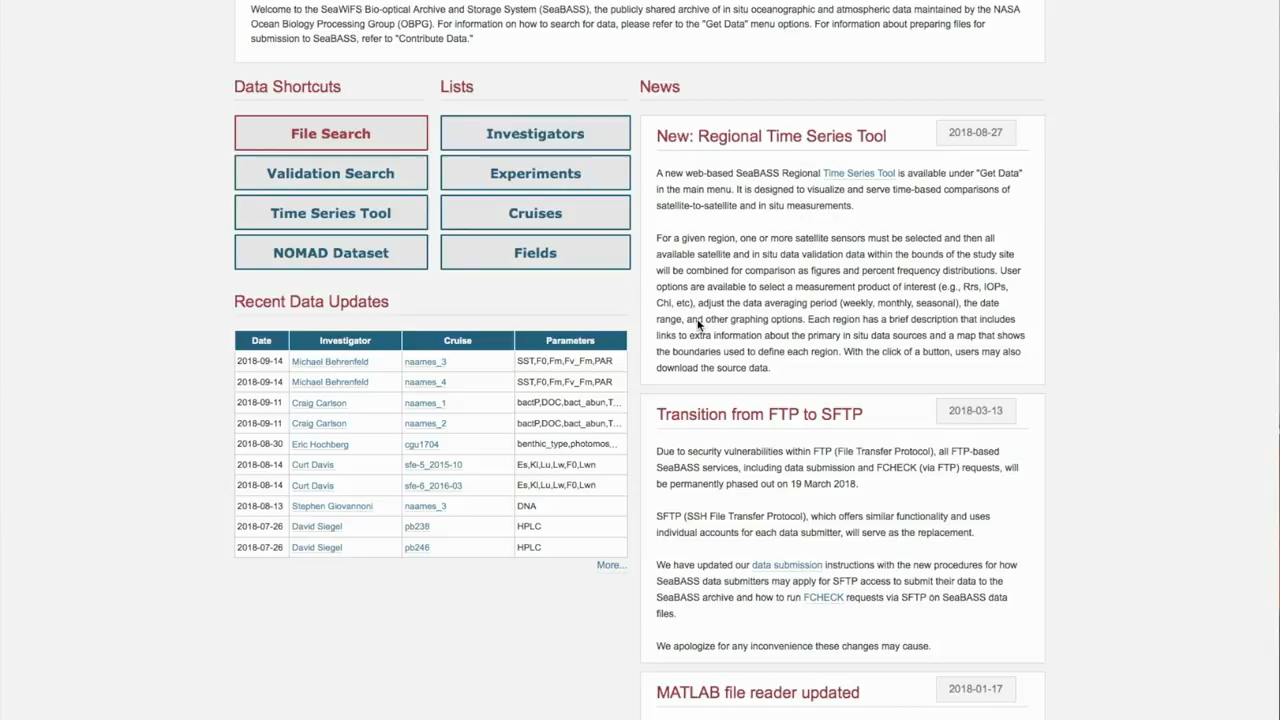 Welcome to the SeaWiFS Bio-optical Archive and Storage System (SeaBASS), the publicly shared archive of in situ oceanographic and atmospheric data maintained by the NASA
Ocean Biology Processing Group (OBPG). For information on how to search for data, please refer to the "Get Data" menu options. For information about preparing files for
submission to SeaBASS, refer to "Contribute Data."
Data Shortcuts
File Search
Validation Search
Time Series Tool
NOMAD Dataset
Lists
Investigators
Experiments
Cruises
Fields
Recent Data Updates
Date Investigator Cruise Parameters
2018-09-14 Michael Behrenfeld naames_3 SST,F0,Fm,Fv_Fm,PAR
2018-09-14 Michael Behrenfeld naames_4 SST,F0,Fm,Fv_Fm,PAR
2018-09-11 Craig Carlson naames_1 bactP,DOC,bact_abun,T...
2018-09-11 Craig Carlson naames_2 bactP,DOC,bact_abun,T...
2018-08-30 Eric Hochberg cgu1704 benthic_type,photomos...
2018-08-14 Curt Davis sfe-5_2015-10 Es,Kl,Lu,Lw,F0,Lwn
2018-08-14 Curt Davis sfe-6_2016-03 Es,Kl,Lu,Lw,F0,Lwn
2018-08-13 Stephen Giovannoni naames_3 DNA
2018-07-26 David Siegel pb238 HPLC
2018-07-26 David Siegel pb246 HPLC
More...
News
New: Regional Time Series Tool 2018-08-27
A new web-based SeaBASS Regional Time Series Tool is available under "Get Data"
in the main menu. It is designed to visualize and serve time-based comparisons of
satellite-to-satellite and in situ measurements.
For a given region, one or more satellite sensors must be selected and then all
available satellite and in situ data validation data within the bounds of the study site
will be combined for comparison as figures and percent frequency distributions. User
options are available to select a measurement product of interest (e.g., Rrs, IOPs,
Chl, etc), adjust the data averaging period (weekly, monthly, seasonal), the date
range, and other graphing options. Each region has a brief description that includes
links to extra information about the primary in situ data sources and a map that shows
the boundaries used to define each region. With the click of a button, users may also
download the source data.
Transition from FTP to SFTP 2018-03-13
Due to security vulnerabilities within FTP (File Transfer Protocol), all FTP-based
SeaBASS services, including data submission and FCHECK (via FTP) requests, will
be permanently phased out on 19 March 2018.
SFTP (SSH File Transfer Protocol), which offers similar functionality and uses
individual accounts for each data submitter, will serve as the replacement.
We have updated our data submission instructions with the new procedures for how
SeaBASS data submitters may apply for SFTP access to submit their data to the
SeaBASS archive and how to run FCHECK requests via SFTP on SeaBASS data
files.
We apologize for any inconvenience these changes may cause.
MATLAB file reader updated 2018-01-17